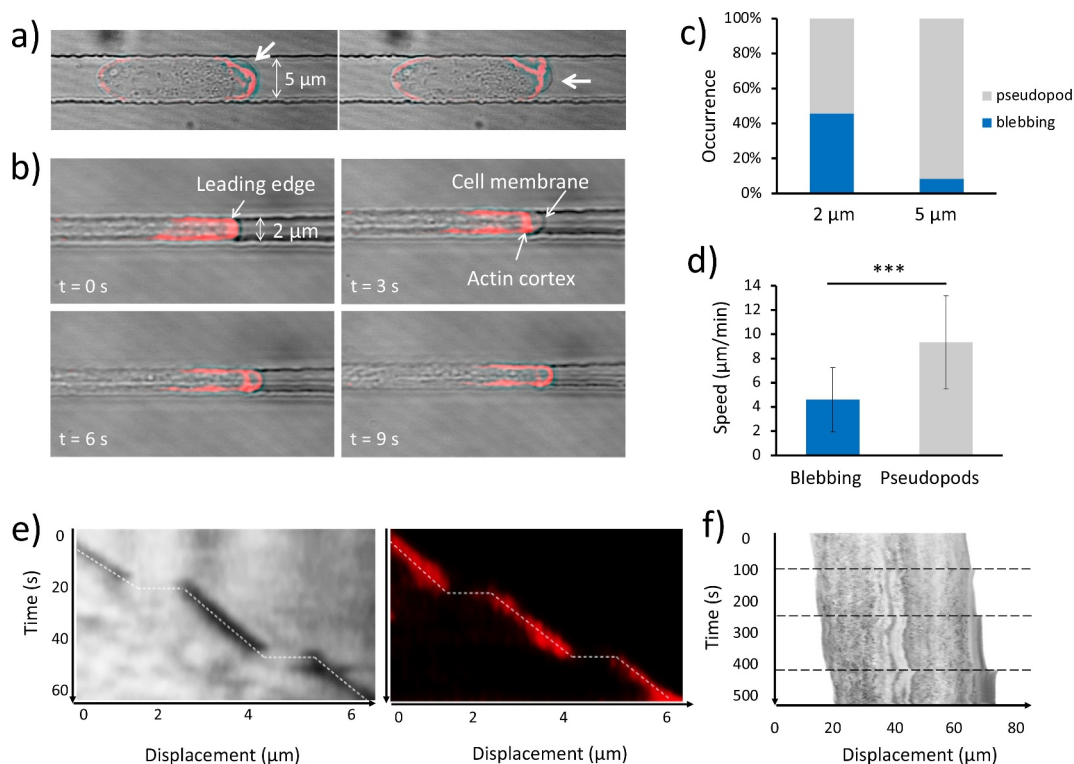 a)
5 µm
b)
Leading edge
2 µm
t = 0 s
Cell membrane
Actin cortex
t = 3 s
t = 6 s
t = 9 s
c)
100%
80%
60%
40%
20%
0%
Occurrence
2 µm
5 µm
pseudopod
blebbing
d)
***
14
12
10
8
6
4
2
0
Speed (µm/min)
Blebbing
Pseudopods
e)
0
20
40
60
Time (s)
0
2
4
6
Displacement (µm)
0
2
4
6
Displacement (µm)
f)
0
100
200
300
400
500
Time (s)
0
20
40
60
80
Displacement (µm)